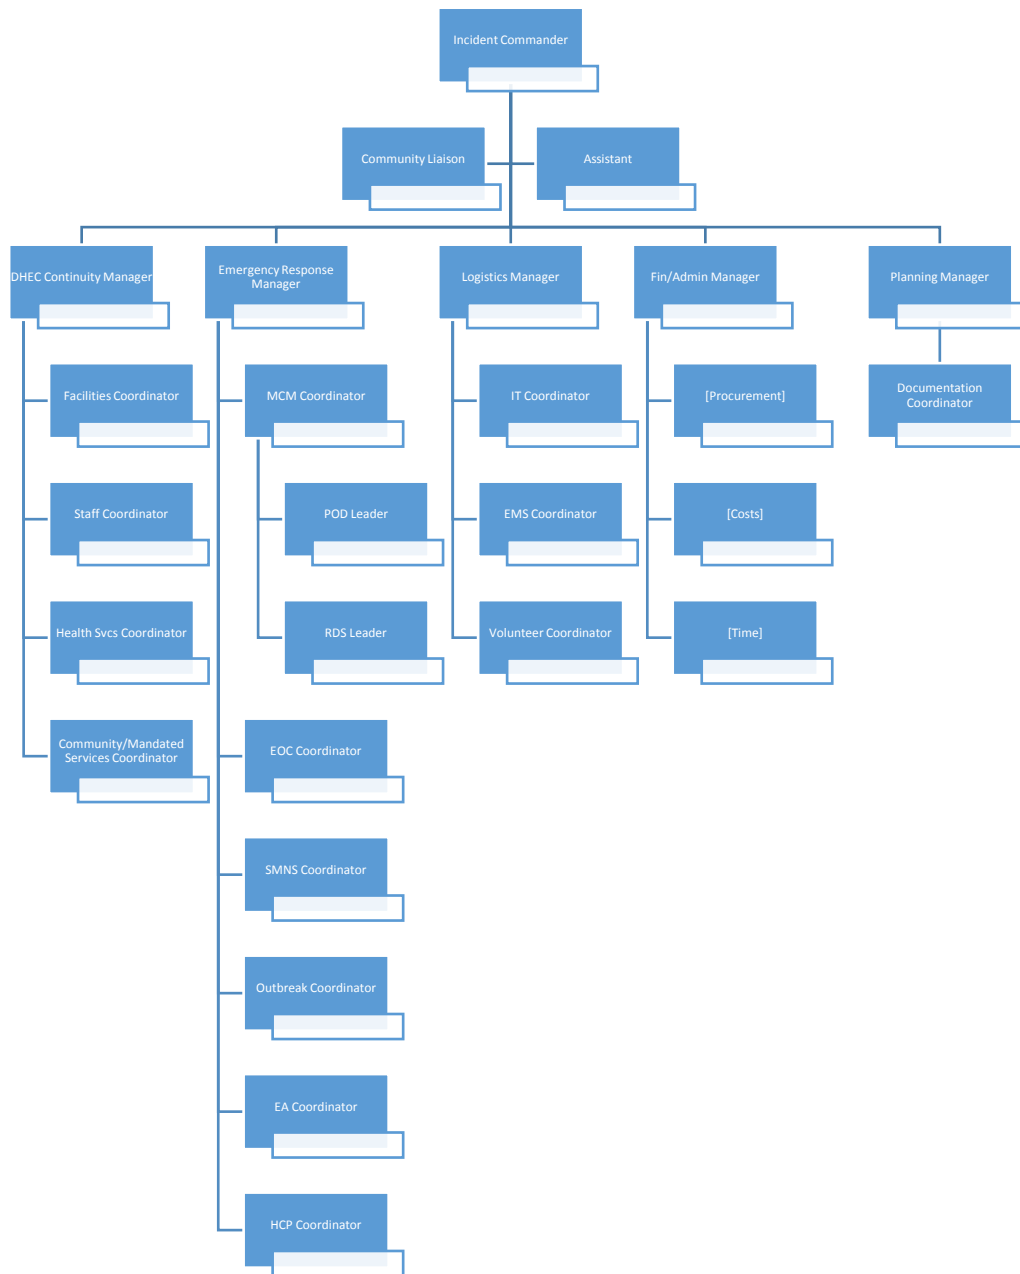 Incident Commander
Community Liaison
Assistant
DHEC Continuity Manager
Emergency Response
Manager
Logistics Manager
Fin/Admin Manager
Planning Manager
Facilities Coordinator
MCM Coordinator
IT Coordinator
[Procurement]
Documentation
Coordinator
Staff Coordinator
POD Leader
EMS Coordinator
[Costs]
Health Svcs Coordinator
RDS Leader
Volunteer Coordinator
[Time]
Community/Mandated
Services Coordinator
EOC Coordinator
SMNS Coordinator
Outbreak Coordinator
EA Coordinator
HCP Coordinator